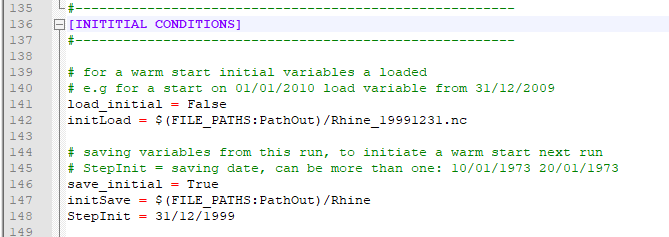 135 #-------------------------------------------------------
136 [INITITIAL CONDITIONS]
137 #-------------------------------------------------------
138
139 # for a warm start initial variables a loaded
140 # e.g for a start on 01/01/2010 load variable from 31/12/2009
141 load_initial = False
142 initLoad = $(FILE_PATHS:PathOut)/Rhine_19991231.nc
143
144 # saving variables from this run, to initiate a warm start next run
145 # StepInit = saving date, can be more than one: 10/01/1973 20/01/1973
146 save_initial = True
147 initSave = $(FILE_PATHS:PathOut)/Rhine
148 StepInit = 31/12/1999
149